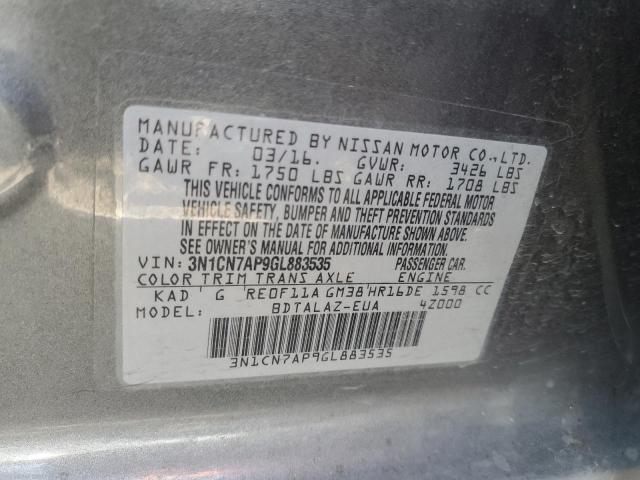 MANUFACTURED BY NISSAN MOTOR CO.,LTD.
DATE: 03/16. GVWR: 3426 LBS
GAWR FR: 1750 LBS GAWR RR: 1708 LBS
THIS VEHICLE CONFORMS TO ALL APPLICABLE FEDERAL MOTOR
VEHICLE SAFETY, BUMPER AND THEFT PREVENTION STANDARDS
IN EFFECT ON THE DATE OF MANUFACTURE SHOWN ABOVE.
SEE OWNER'S MANUAL FOR ADDITIONAL INFORMATION.
VIN: 3N1CN7AP9GL883535 PASSENGER CAR.
COLOR TRIM TRANS AXLE ENGINE
KAD G RE0F11A GM38 HR16DE 1598 CC
MODEL: BDTALAZ-EUA 4Z000
3N1CN7AP9GL883535